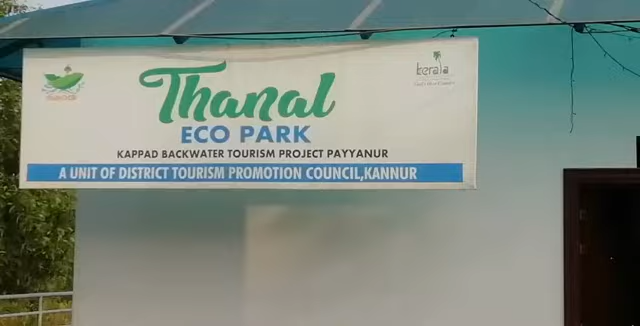 Thanal
kerala
ECO PARK
KAPPAD BACKWATER TOURISM PROJECT PAYYANUR
A UNIT OF DISTRICT TOURISM PROMOTION COUNCIL,KANNUR